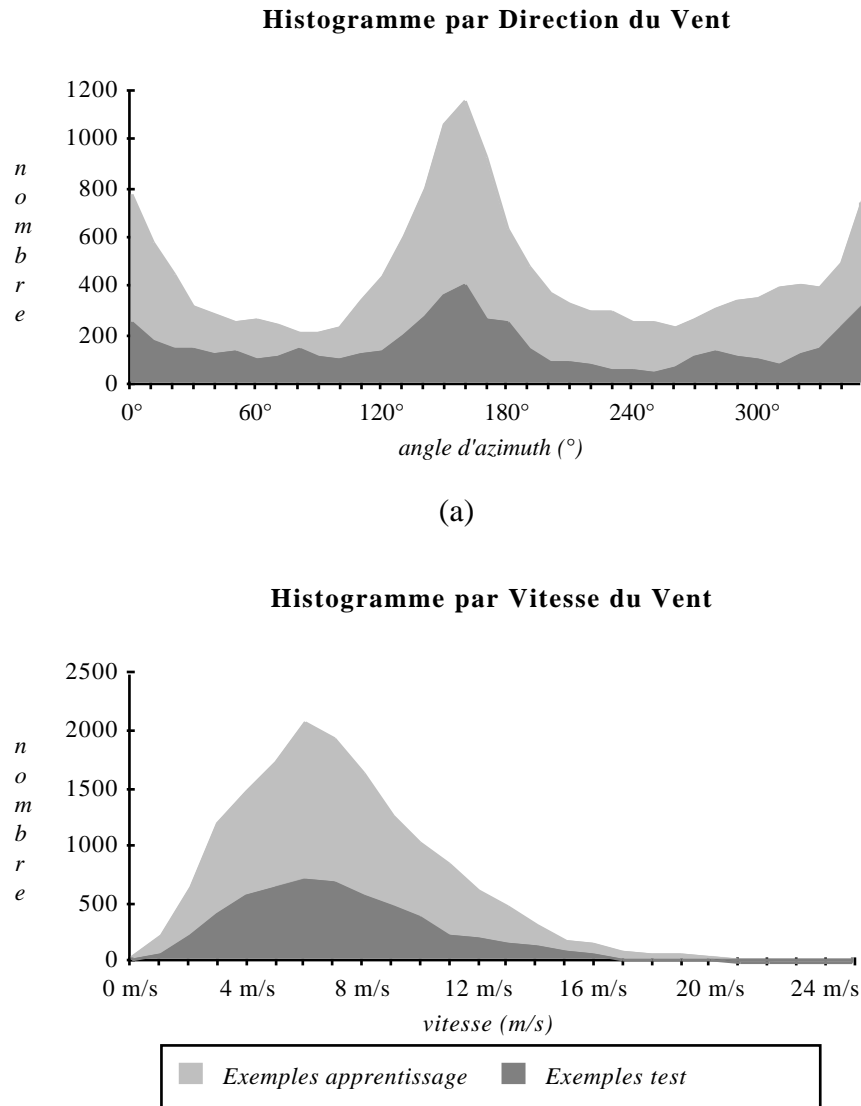 Histogramme par Direction du Vent
nombre
1200
1000
800
600
400
200
0
0° 60° 120° 180° 240° 300°
angle d'azimuth (°)
(a)
Histogramme par Vitesse du Vent
nombre
2500
2000
1500
1000
500
0
0 m/s 4 m/s 8 m/s 12 m/s 16 m/s 20 m/s 24 m/s
vitesse (m/s)
Exemples apprentissage Exemples test